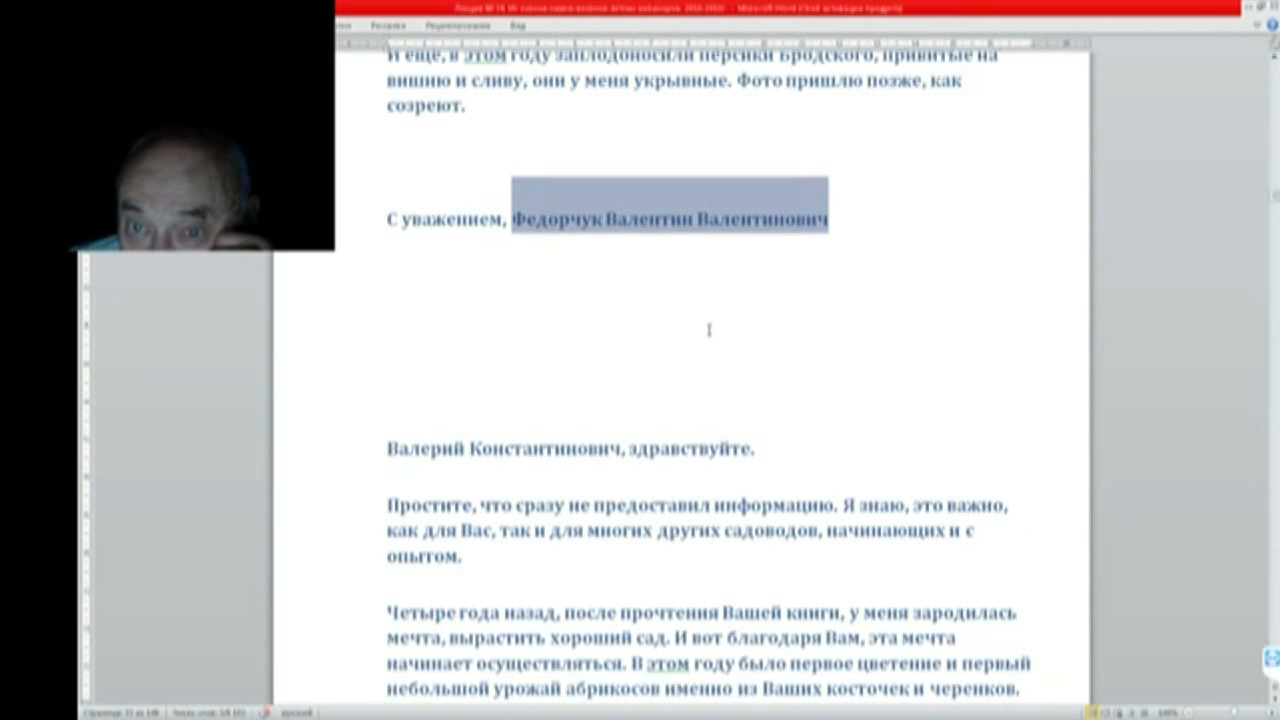 Рассылки Рецензирование Вид
И еще, в этом году заплодоносили персики Бродского, привитые на
вишню и сливу, они у меня укрывные. Фото пришлю позже, как
созреют.
С уважением, Федорчук Валентин Валентинович
Валерий Константинович, здравствуйте.
Простите, что сразу не предоставил информацию. Я знаю, это важно,
как для Вас, так и для многих других садоводов, начинающих и с
опытом.
Четыре года назад, после прочтения Вашей книги, у меня зародилась
мечта, вырастить хороший сад. И вот благодаря Вам, эта мечта
начинает осуществляться. В этом году было первое цветение и первый
небольшой урожай абрикосов именно из Ваших косточек и черенков.